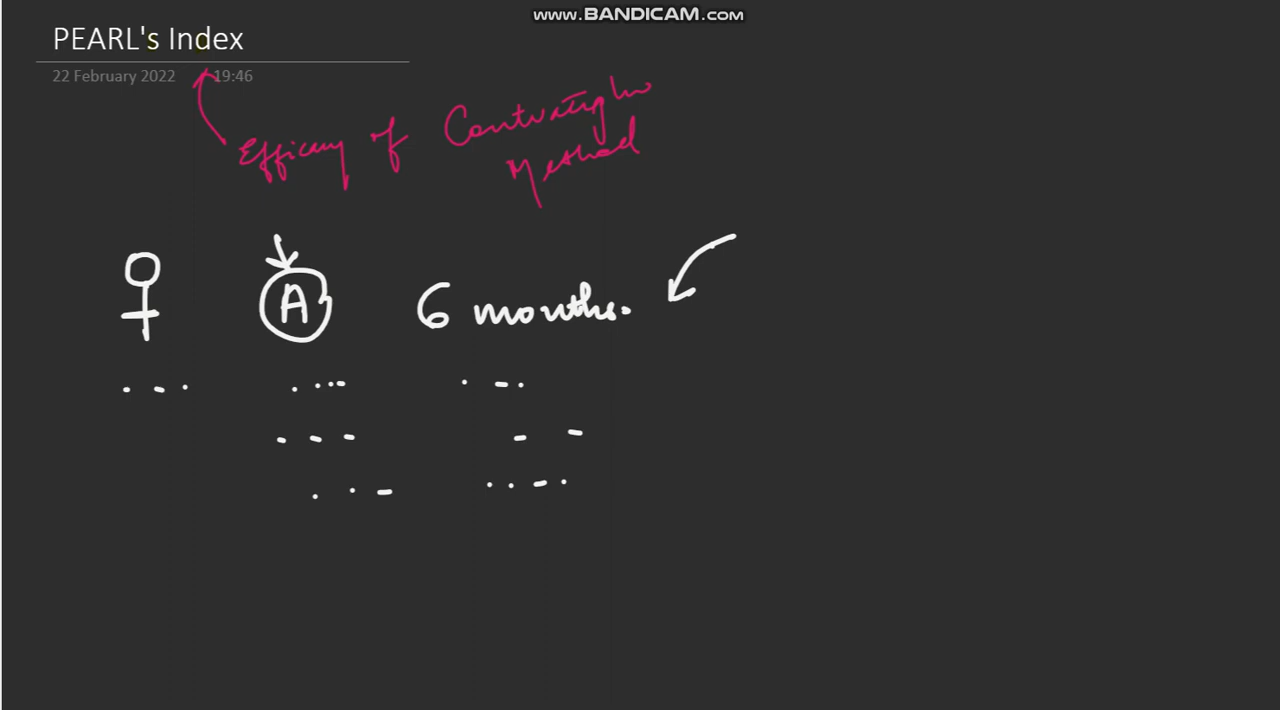 www.BANDICAM.com
PEARL's Index
22 February 2022 19:46
Efficacy of Contraceptive
Method
A 6 months.